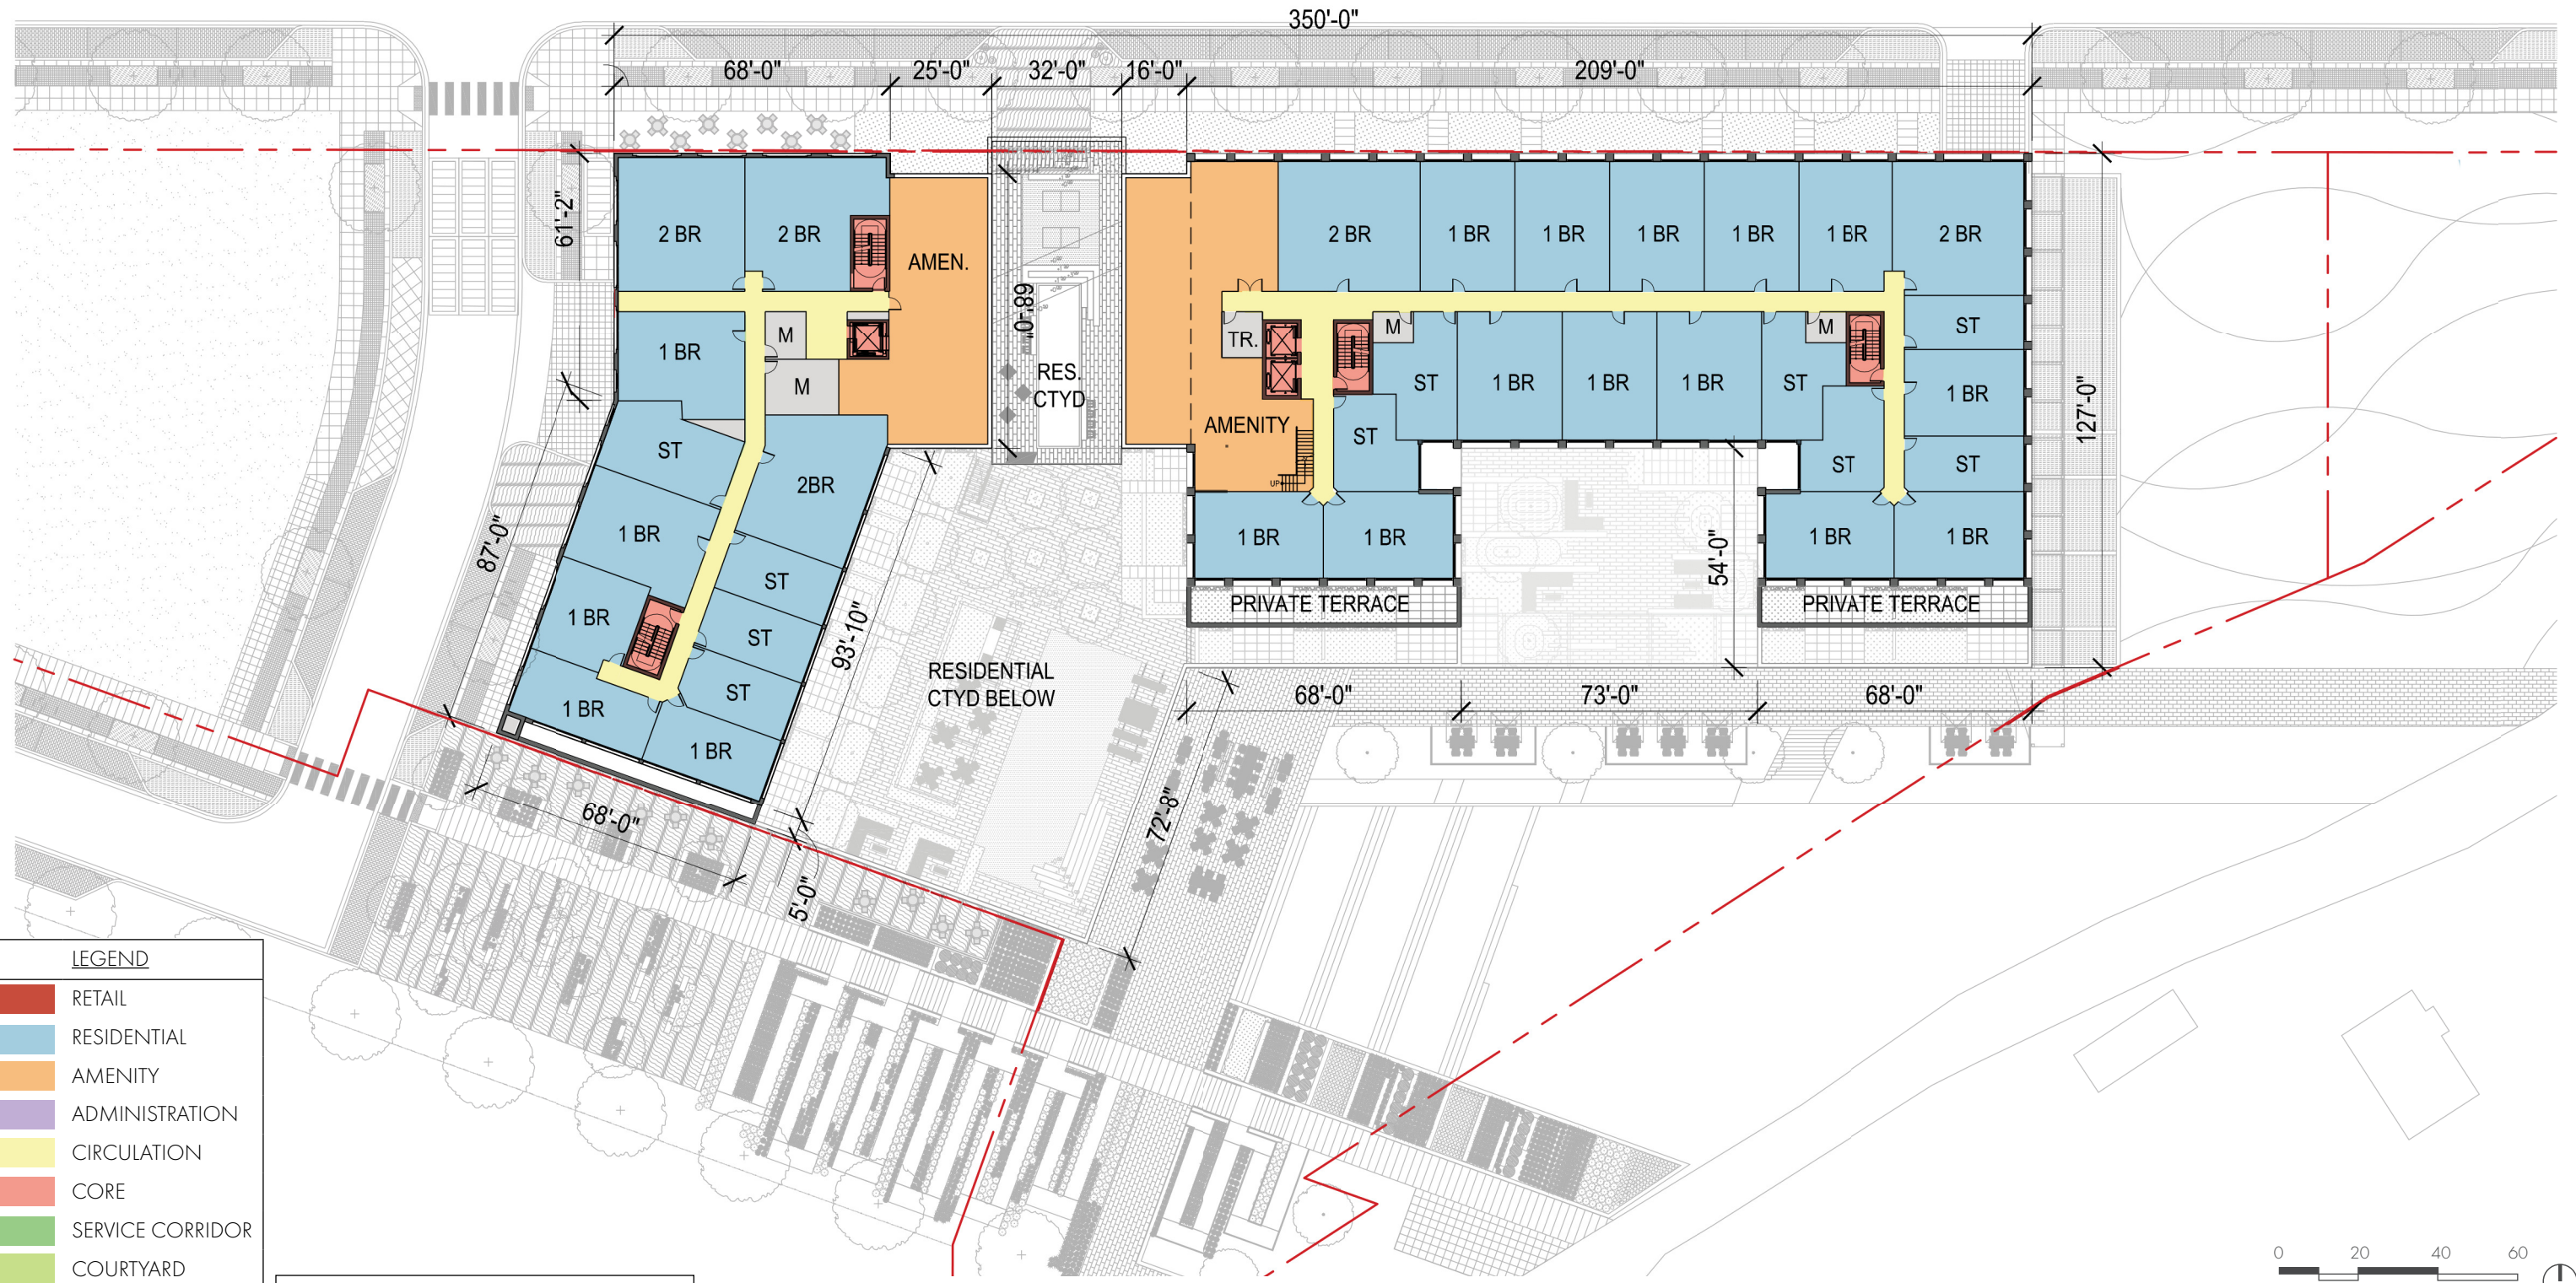 350'-0"
68'-0"
25'-0"
32'-0"
16'-0"
209'-0"
61'-2"
2 BR
2 BR
AMEN.
68'-0"
2 BR
1 BR
1 BR
1 BR
1 BR
1 BR
2 BR
1 BR
M
M
RES.
CTYD
TR.
M
M
ST
ST
1 BR
1 BR
1 BR
ST
1 BR
127'-0"
AMENITY
ST
ST
ST
UP
ST
2BR
87'-0"
1 BR
1 BR
1 BR
1 BR
1 BR
54'-0"
ST
1 BR
ST
93'-10"
PRIVATE TERRACE
PRIVATE TERRACE
RESIDENTIAL
CTYD BELOW
ST
1 BR
1 BR
68'-0"
73'-0"
68'-0"
68'-0"
72'-8"
5'-0"
LEGEND
RETAIL
RESIDENTIAL
AMENITY
ADMINISTRATION
CIRCULATION
CORE
SERVICE CORRIDOR
COURTYARD
0 20 40 60